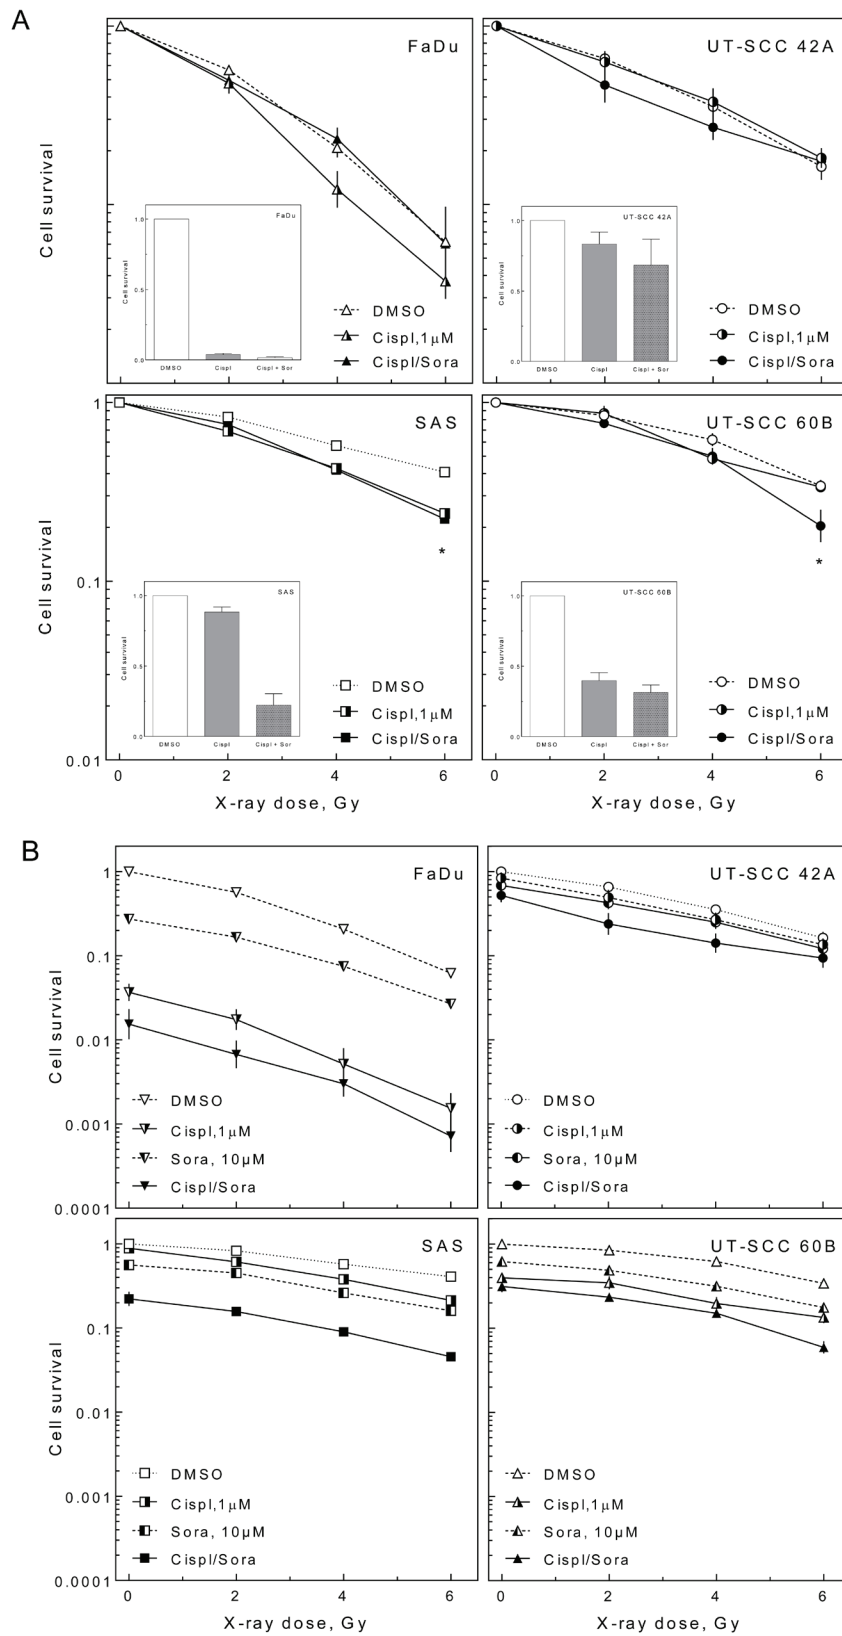 A
FaDu
Cell survival
FaDu
1.0
Cell survival
0.5
0.0
DMSO
Cispl
Cispl + Sor
DMSO
Cispl,1µM
Cispl/Sora
UT-SCC 42A
UT-SCC 42A
1.0
Cell survival
0.5
0.0
DMSO
Cispl
Cispl + Sor
DMSO
Cispl,1µM
Cispl/Sora
1
SAS
Cell survival
0.1
*
SAS
1.0
Cell survival
0.5
0.0
DMSO
Cispl
Cispl + Sor
DMSO
Cispl,1µM
Cispl/Sora
0.01
0
2
4
6
X-ray dose, Gy
UT-SCC 60B
*
UT-SCC 60B
1.0
Cell survival
0.5
0.0
DMSO
Cispl
Cispl + Sor
DMSO
Cispl,1µM
Cispl/Sora
0
2
4
6
X-ray dose, Gy
B
1
FaDu
0.1
Cell survival
0.01
DMSO
Cispl,1µM
0.001
Sora, 10µM
Cispl/Sora
0.0001
UT-SCC 42A
DMSO
Cispl,1µM
Sora, 10µM
Cispl/Sora
1
SAS
0.1
Cell survival
0.01
DMSO
0.001
Cispl,1µM
Sora, 10µM
Cispl/Sora
0.0001
0
2
4
6
X-ray dose, Gy
UT-SCC 60B
DMSO
Cispl,1µM
Sora, 10µM
Cispl/Sora
0
2
4
6
X-ray dose, Gy